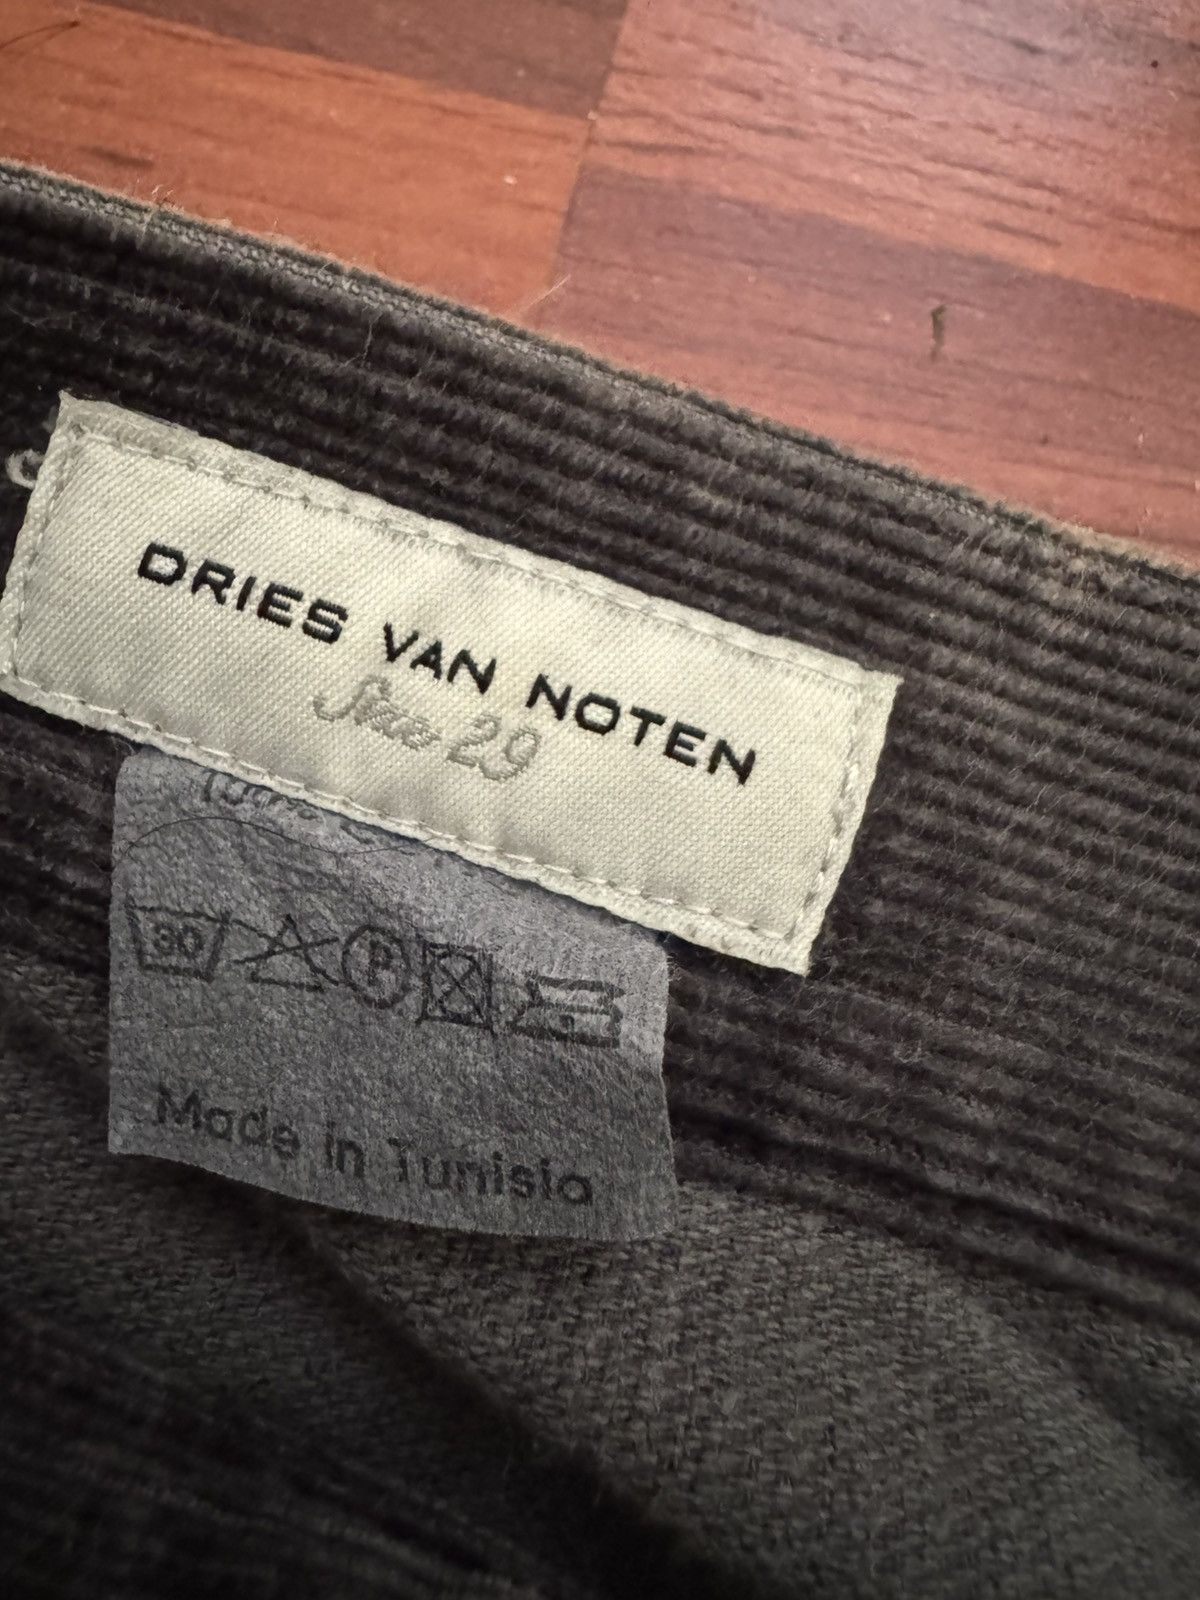 DRIES VAN NOTEN
Size 29
30 P
Made in Tunisia